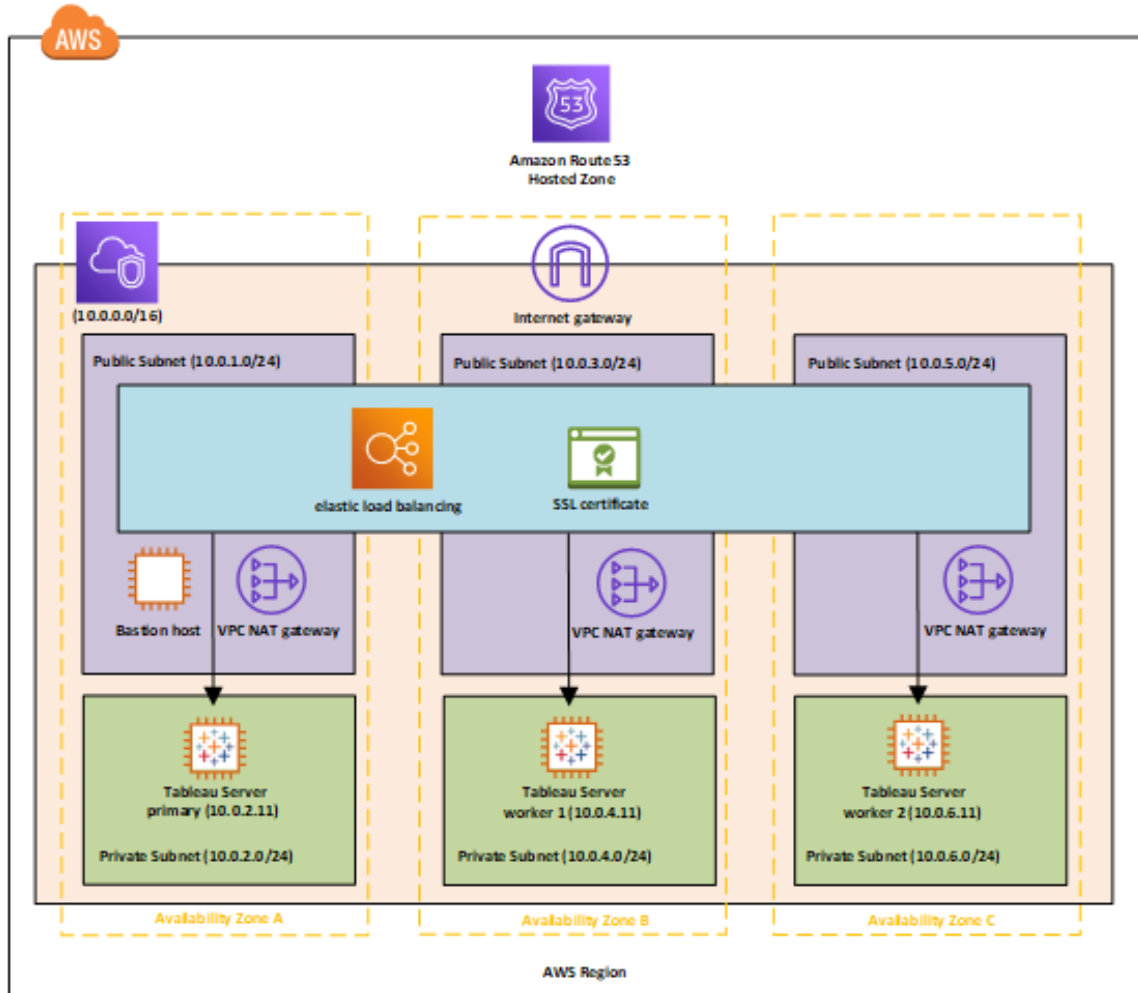 AWS
53
Amazon Route 53
Hosted Zone
(10.0.0.0/16)
Internet gateway
Public Subnet (10.0.1.0/24)
Public Subnet (10.0.3.0/24)
Public Subnet (10.0.5.0/24)
elastic load balancing
SSL certificate
Bastion host
VPC NAT gateway
VPC NAT gateway
VPC NAT gateway
Tableau Server
primary (10.0.2.11)
Private Subnet (10.0.2.0/24)
Tableau Server
worker 1 (10.0.4.11)
Private Subnet (10.0.4.0/24)
Tableau Server
worker 2 (10.0.6.11)
Private Subnet (10.0.6.0/24)
Availability Zone A
Availability Zone B
Availability Zone C
AWS Region